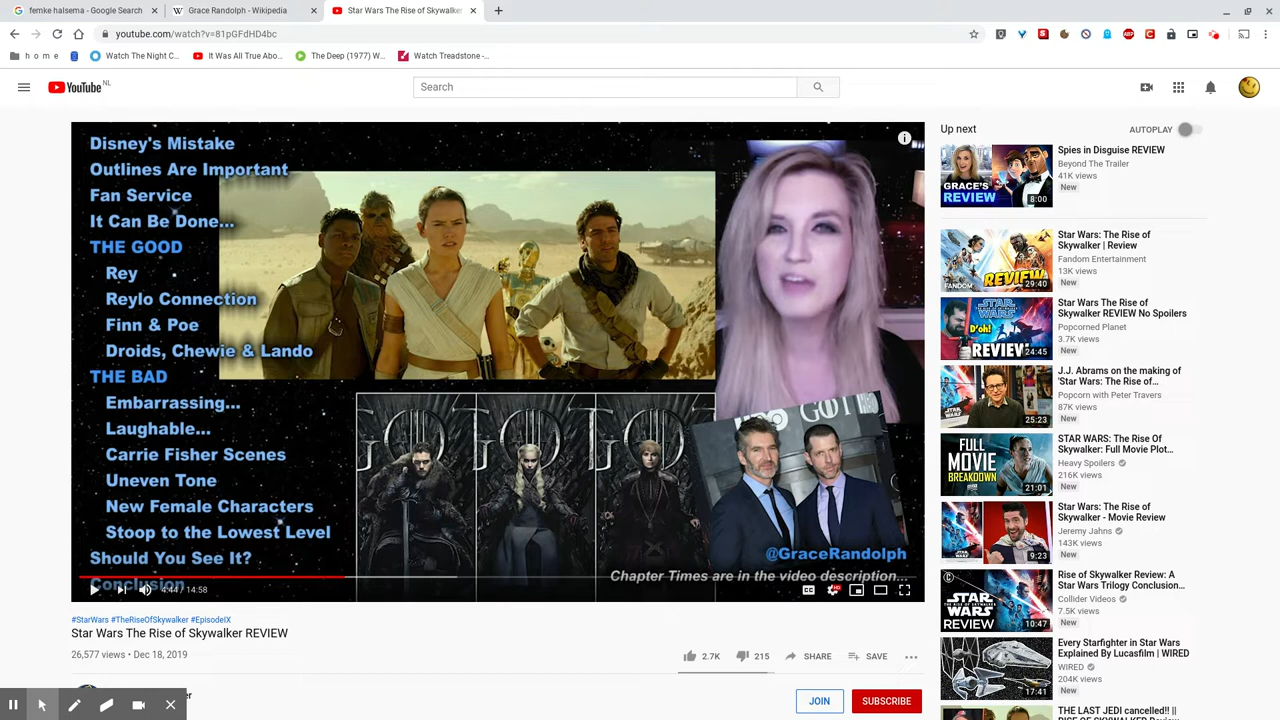 femke halsema - Google Search
Grace Randolph - Wikipedia
Star Wars The Rise of Skywalker
youtube.com/watch?v=81pGFdHD4bc
h o m e
Watch The Night C...
It Was All True Abo...
The Deep (1977) W...
Watch Treadstone -...
YouTube NL
Search
Disney's Mistake
Outlines Are Important
Fan Service
It Can Be Done...
THE GOOD
Rey
Reylo Connection
Finn & Poe
Droids, Chewie & Lando
THE BAD
Embarrassing...
Laughable...
Carrie Fisher Scenes
Uneven Tone
New Female Characters
Stoop to the Lowest Level
Should You See It?
Conclusion
HBO GOT
@GraceRandolph
Chapter Times are in the video description...
4:44 / 14:58
CC
HD
#StarWars #TheRiseOfSkywalker #EpisodeIX
Star Wars The Rise of Skywalker REVIEW
26,577 views • Dec 18, 2019
2.7K
215
SHARE
SAVE
JOIN
SUBSCRIBE
Up next
AUTOPLAY
GRACE'S
REVIEW
8:00
Spies in Disguise REVIEW
Beyond The Trailer
41K views
New
REVIEW
FANDOM
29:40
Star Wars: The Rise of
Skywalker | Review
Fandom Entertainment
13K views
New
STAR WARS
D'oh!
REVIEW
24:45
Star Wars The Rise of
Skywalker REVIEW No Spoilers
Popcorned Planet
3.7K views
New
25:23
J.J. Abrams on the making of
'Star Wars: The Rise of...
Popcorn with Peter Travers
87K views
New
FULL
MOVIE
BREAKDOWN
21:01
STAR WARS: The Rise Of
Skywalker: Full Movie Plot...
Heavy Spoilers
216K views
New
9:23
Star Wars: The Rise of
Skywalker - Movie Review
Jeremy Jahns
143K views
New
STAR WARS
REVIEW
10:47
Rise of Skywalker Review: A
Star Wars Trilogy Conclusion...
Collider Videos
7.5K views
New
17:41
Every Starfighter in Star Wars
Explained By Lucasfilm | WIRED
WIRED
204K views
New
THE LAST JEDI cancelled!! ||